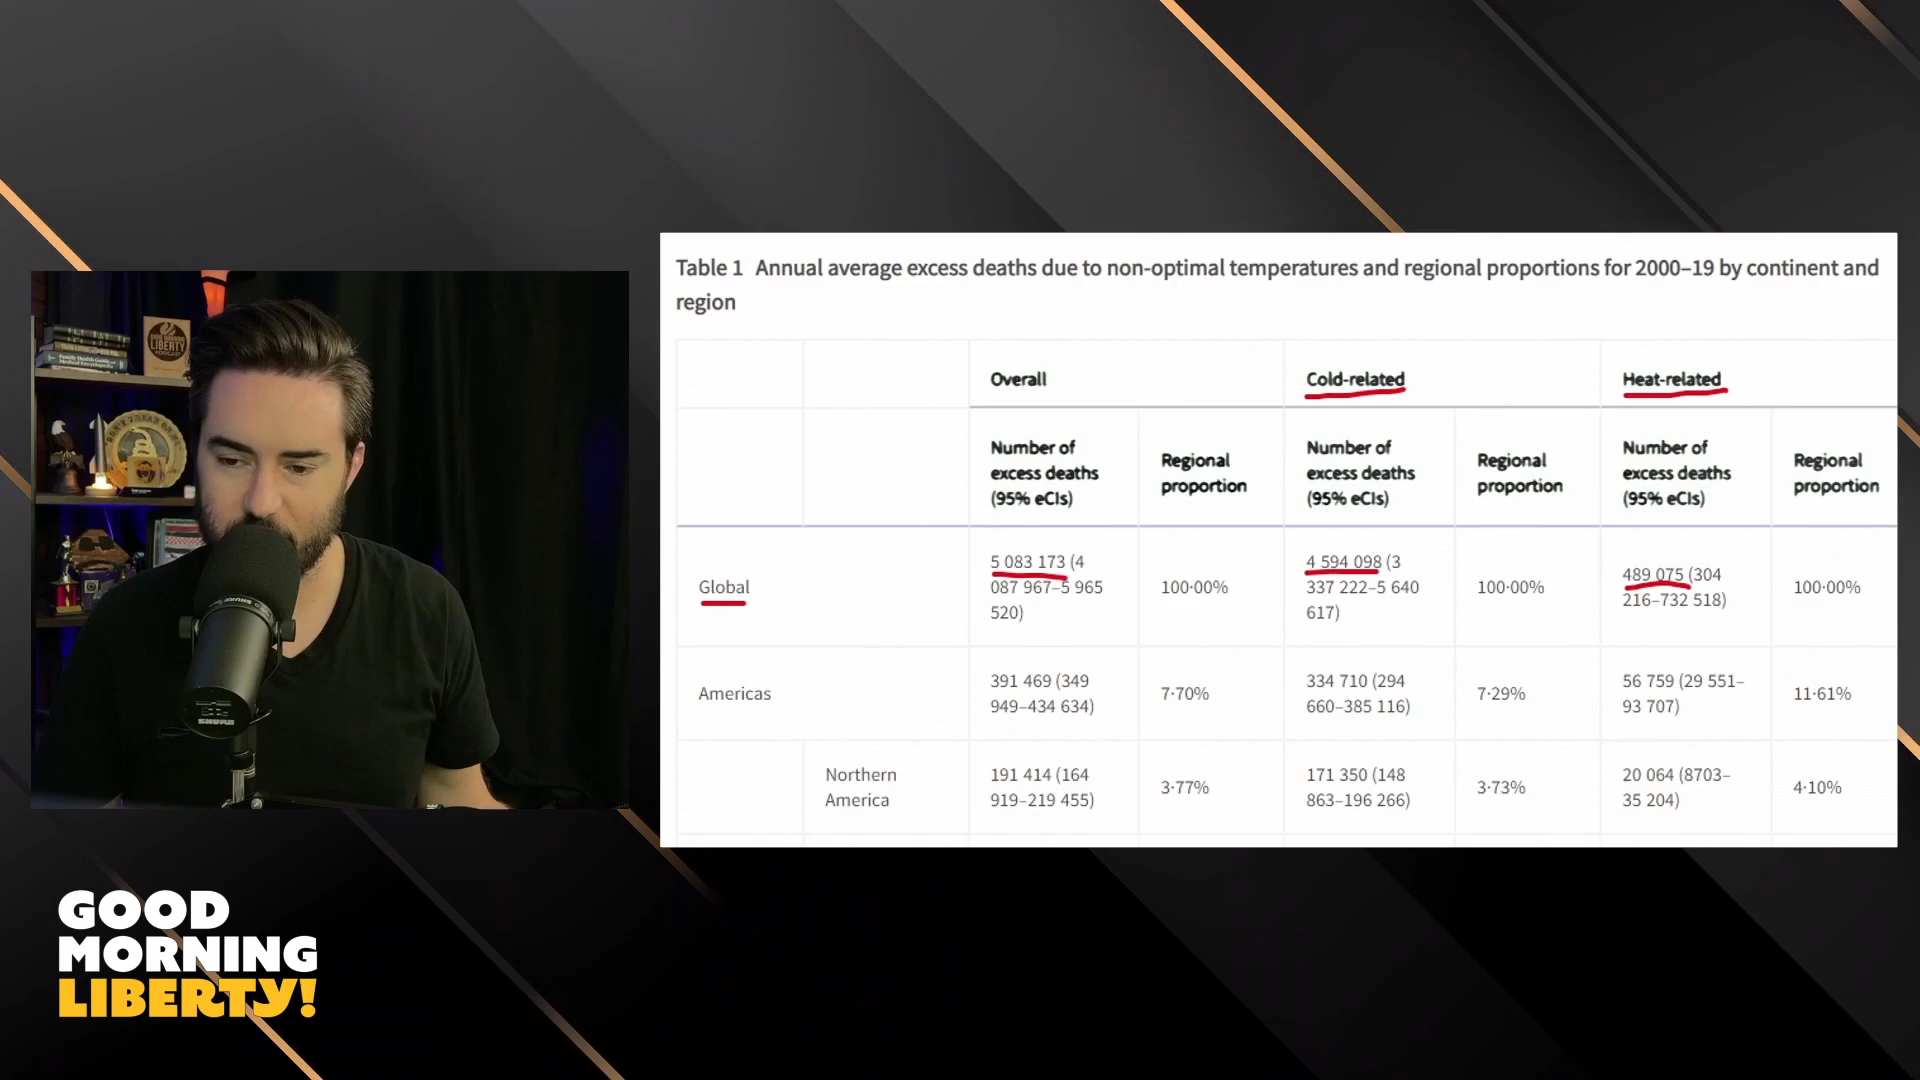 Table 1 Annual average excess deaths due to non-optimal temperatures and regional proportions for 2000–19 by continent and
region
Overall
Cold-related
Heat-related
Number of
excess deaths
(95% eCIs)
Regional
proportion
Number of
excess deaths
(95% eCIs)
Regional
proportion
Number of
excess deaths
(95% eCIs)
Regional
proportion
Global
5 083 173 (4
087 967–5 965
520)
100·00%
4 594 098 (3
337 222–5 640
617)
100·00%
489 075 (304
216–732 518)
100·00%
Americas
391 469 (349
949–434 634)
7·70%
334 710 (294
660–385 116)
7·29%
56 759 (29 551–
93 707)
11·61%
Northern
America
191 414 (164
919–219 455)
3·77%
171 350 (148
863–196 266)
3·73%
20 064 (8703–
35 204)
4·10%
LIBERTY
PODCAST
SHURE
GOOD
MORNING
LIBERTY!